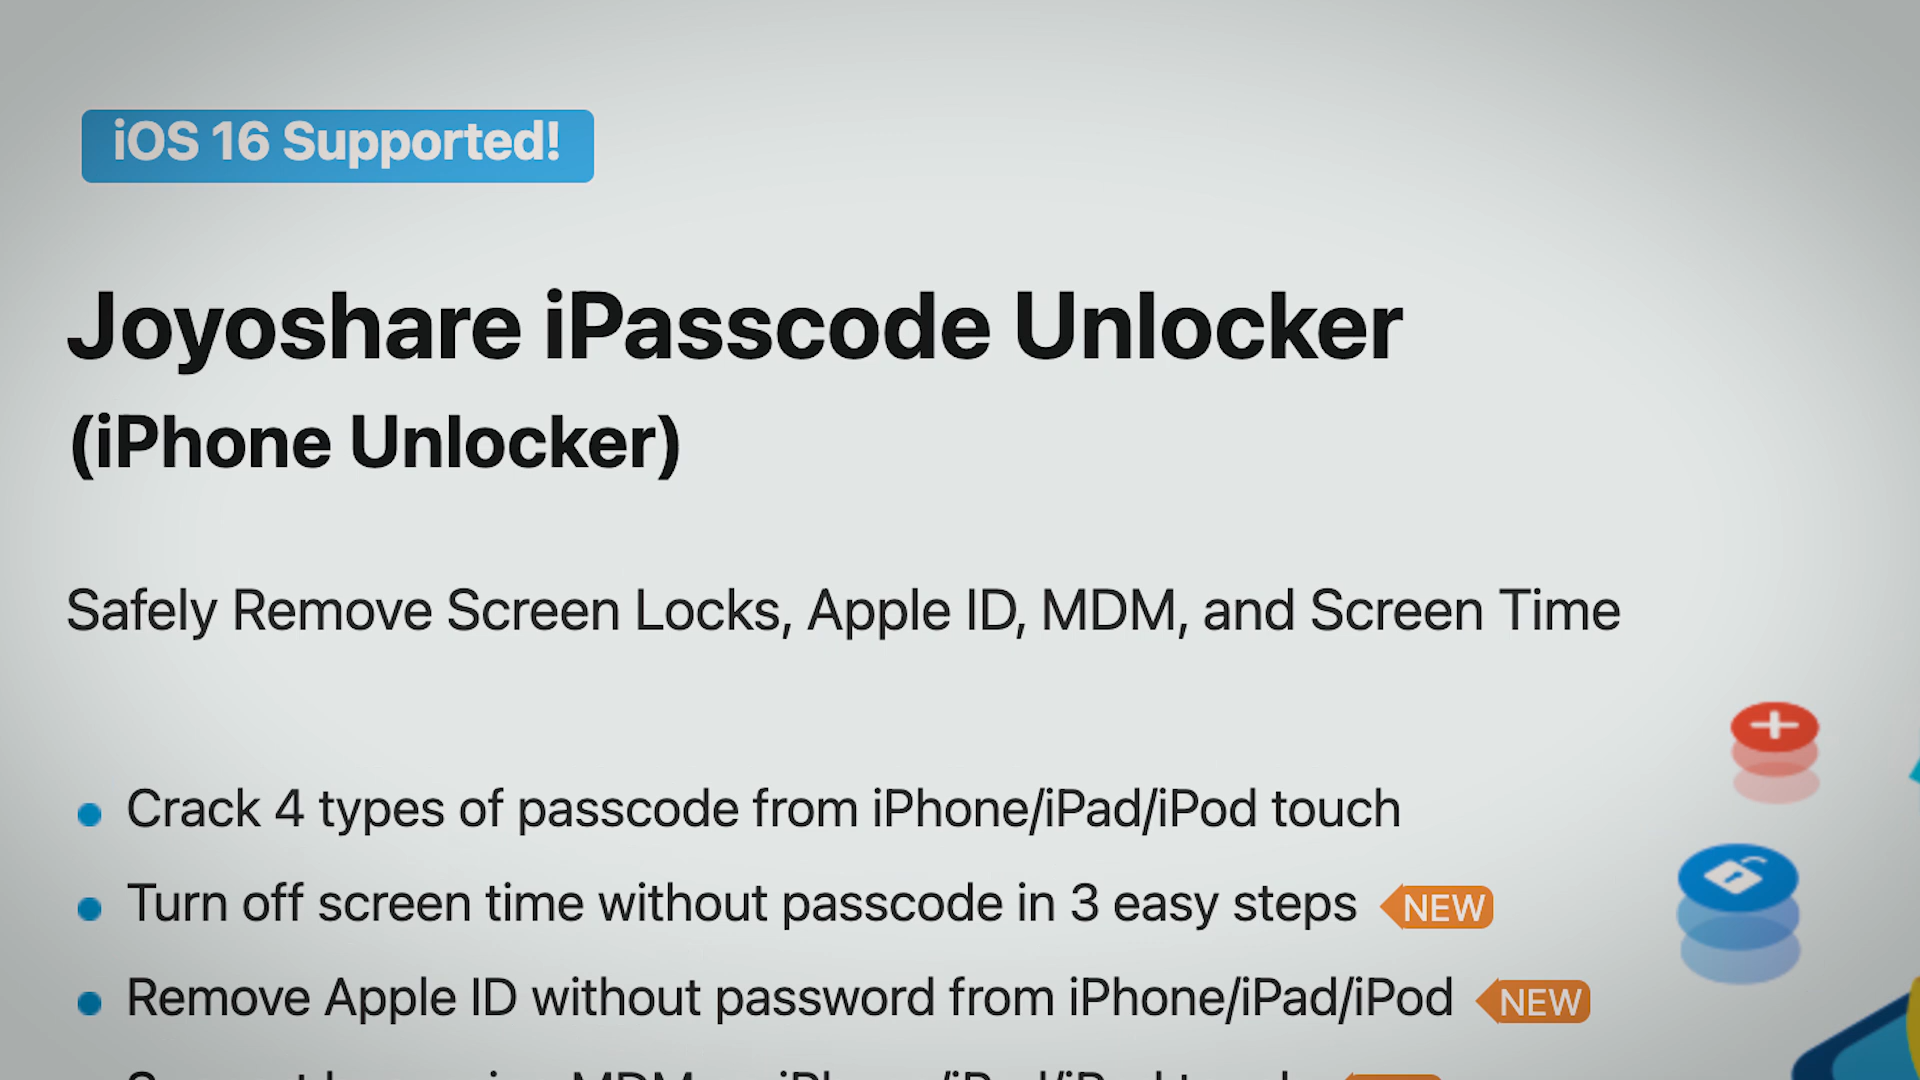 iOS 16 Supported!
Joyoshare iPasscode Unlocker
(iPhone Unlocker)
Safely Remove Screen Locks, Apple ID, MDM, and Screen Time
Crack 4 types of passcode from iPhone/iPad/iPod touch
Turn off screen time without passcode in 3 easy steps NEW
Remove Apple ID without password from iPhone/iPad/iPod NEW